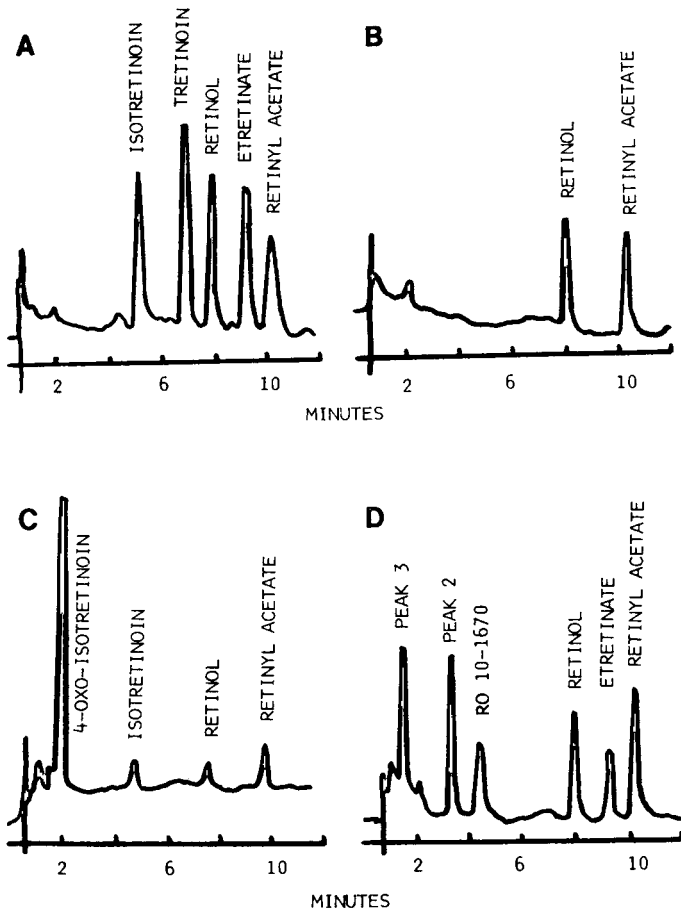 A
ISOTRETINOIN
TRETINOIN
RETINOL
ETRETINATE
RETINYL ACETATE
2
6
10
B
RETINOL
RETINYL ACETATE
2
6
10
MINUTES
C
4-OXO-ISOTRETINOIN
ISOTRETINOIN
RETINOL
RETINYL ACETATE
2
6
10
D
PEAK 3
PEAK 2
RO 10-1670
RETINOL
ETRETINATE
RETINYL ACETATE
2
6
10
MINUTES